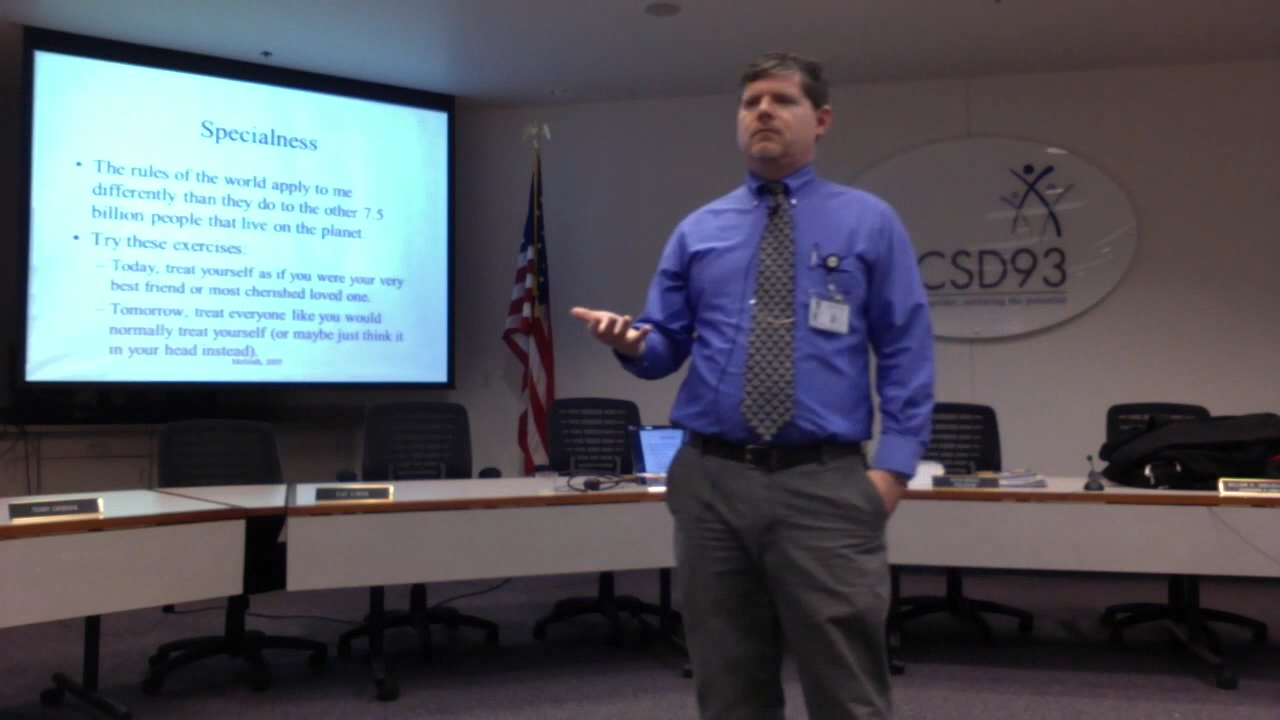 Specialness
• The rules of the world apply to me
differently than they do to the other 7.5
billion people that live on the planet.
• Try these exercises.
– Today, treat yourself as if you were your very
best friend or most cherished loved one.
– Tomorrow, treat everyone like you would
normally treat yourself (or maybe just think it
in your head instead).
CSD93